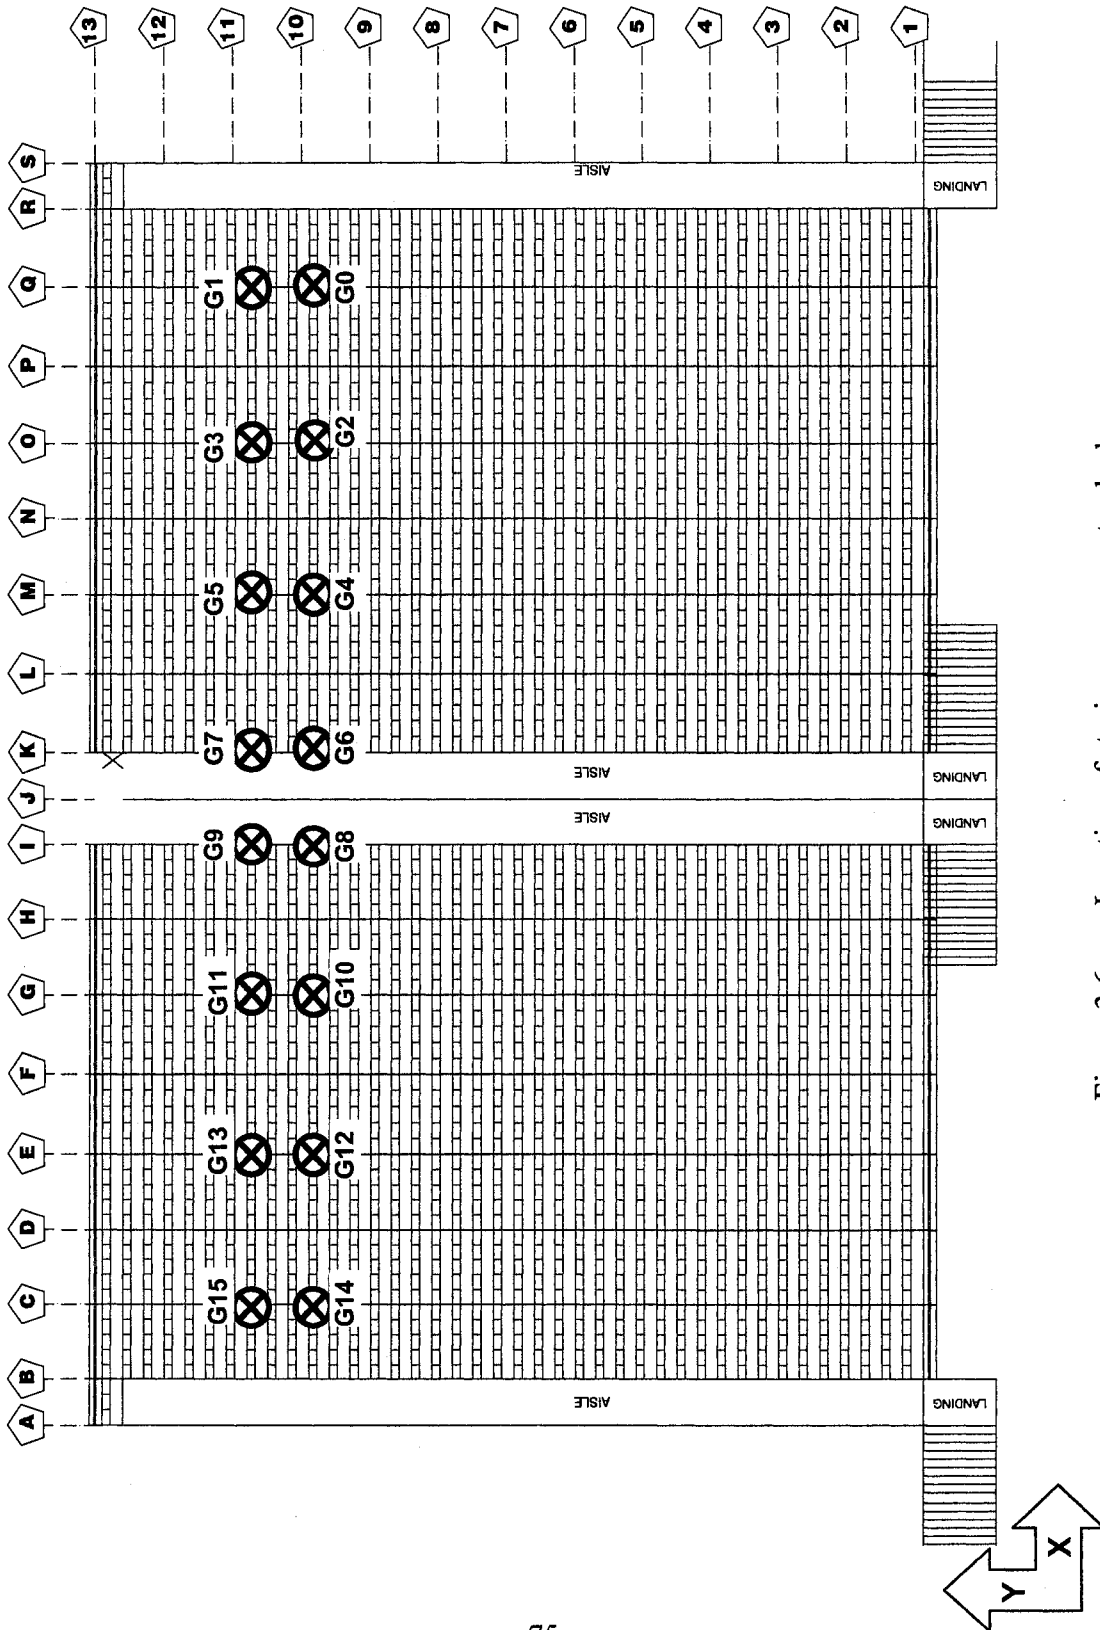 A B C D E F G H I J K L M N O P Q R S
13
12
11
G15 G13 G11 G9 G7 G5 G3 G1
10
G14 G12 G10 G8 G6 G4 G2 G0
9
8
7
6
AISLE AISLE AISLE AISLE
5
4
3
2
1
LANDING LANDING LANDING LANDING
Y
X